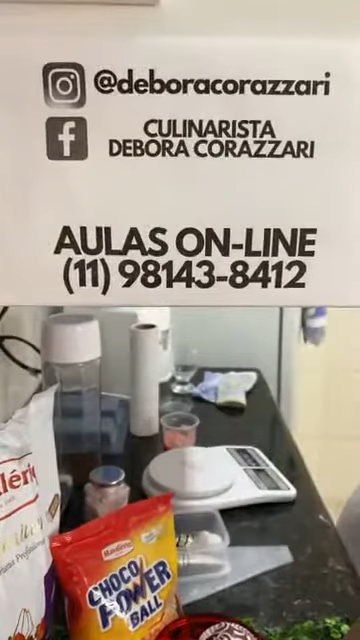 @deboracorazzari
CULINARISTA
DEBORA CORAZZARI
AULAS ON-LINE
(11) 98143-8412
CHOCO
POWER
BALL